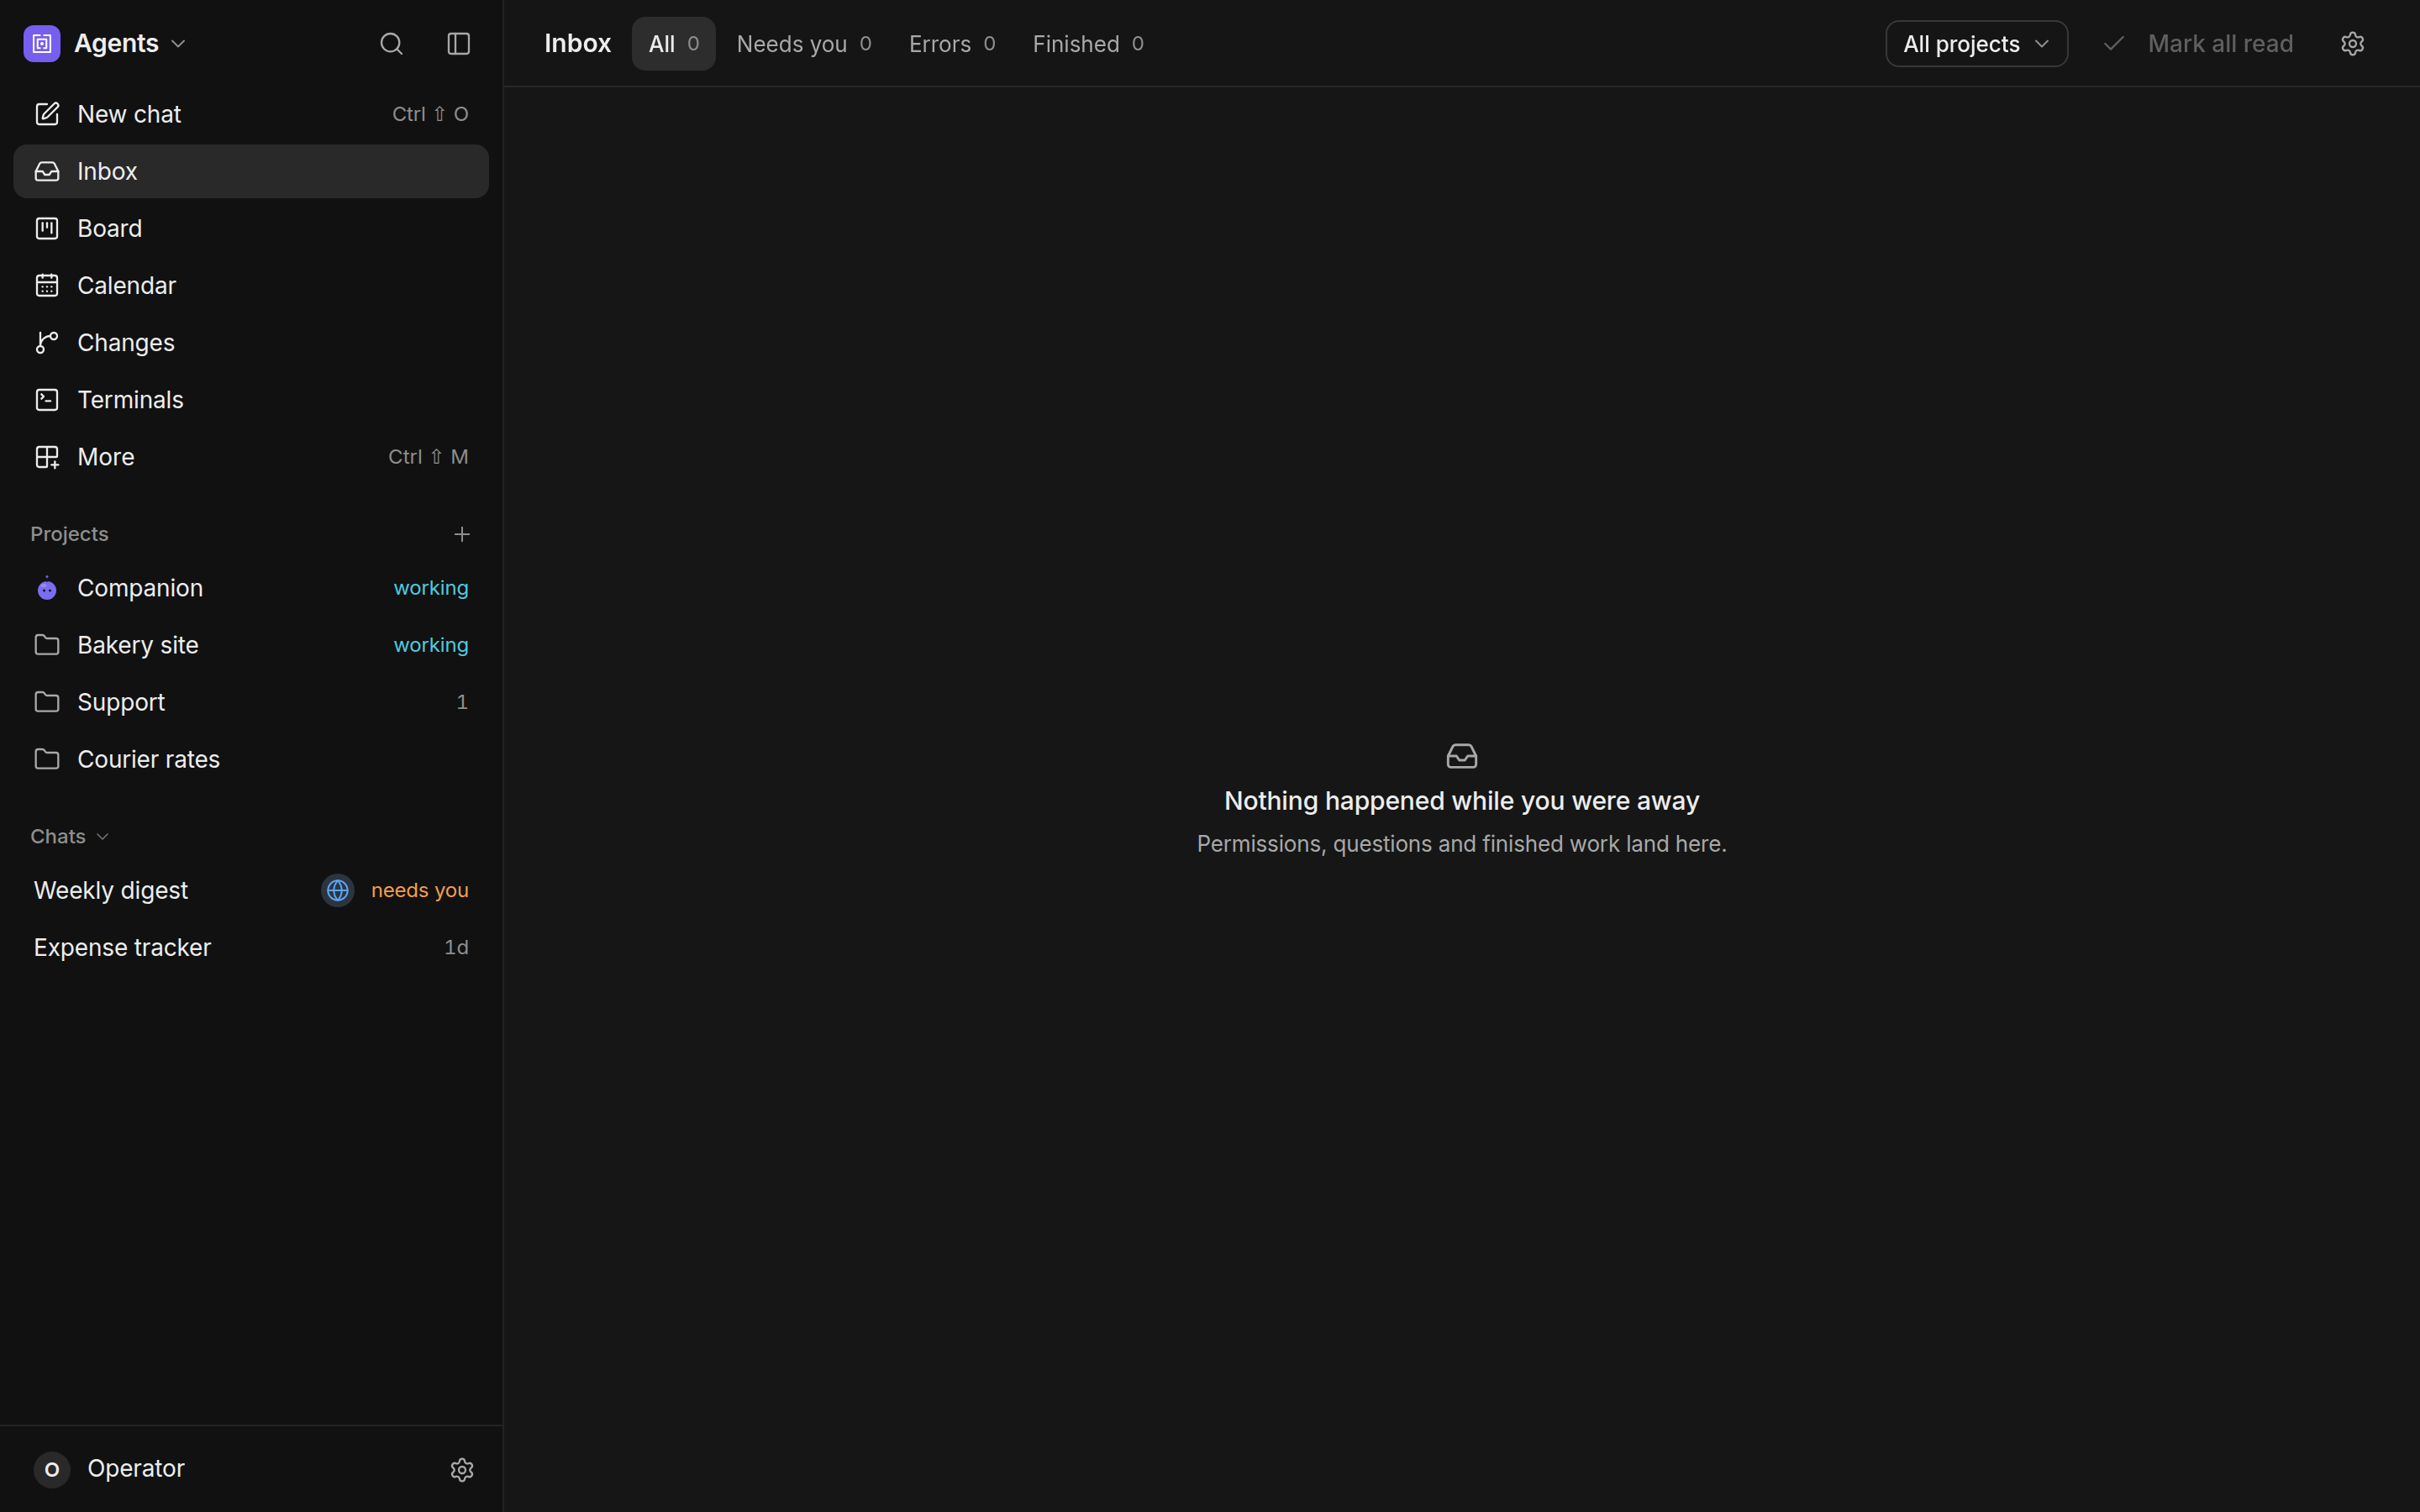 Agents
New chat Ctrl ⇧ O
Inbox
Board
Calendar
Changes
Terminals
More Ctrl ⇧ M
Projects
Companion working
Bakery site working
Support 1
Courier rates
Chats
Weekly digest needs you
Expense tracker 1d
O Operator
Inbox All 0 Needs you 0 Errors 0 Finished 0 All projects Mark all read
Nothing happened while you were away
Permissions, questions and finished work land here.